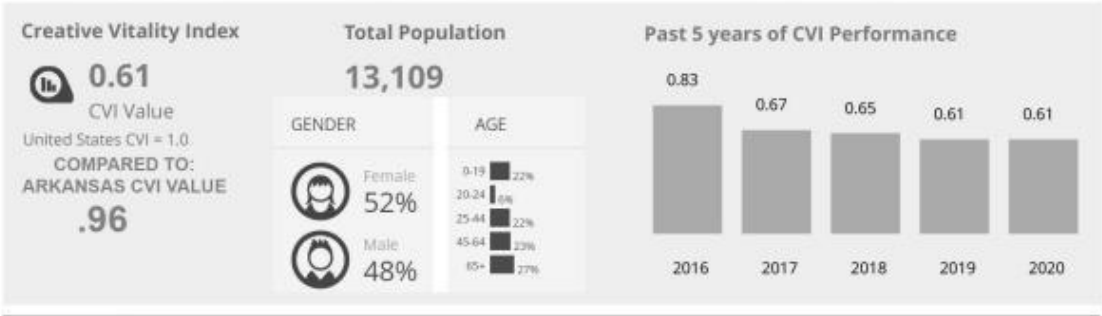 Creative Vitality Index
0.61
CVI Value
United States CVI = 1.0
COMPARED TO:
ARKANSAS CVI VALUE
.96
Total Population
13,109
GENDER
Female
52%
Male
48%
AGE
0-19 22%
20-24 6%
25-44 22%
45-64 23%
65+ 27%
Past 5 years of CVI Performance
0.83 0.67 0.65 0.61 0.61
2016 2017 2018 2019 2020